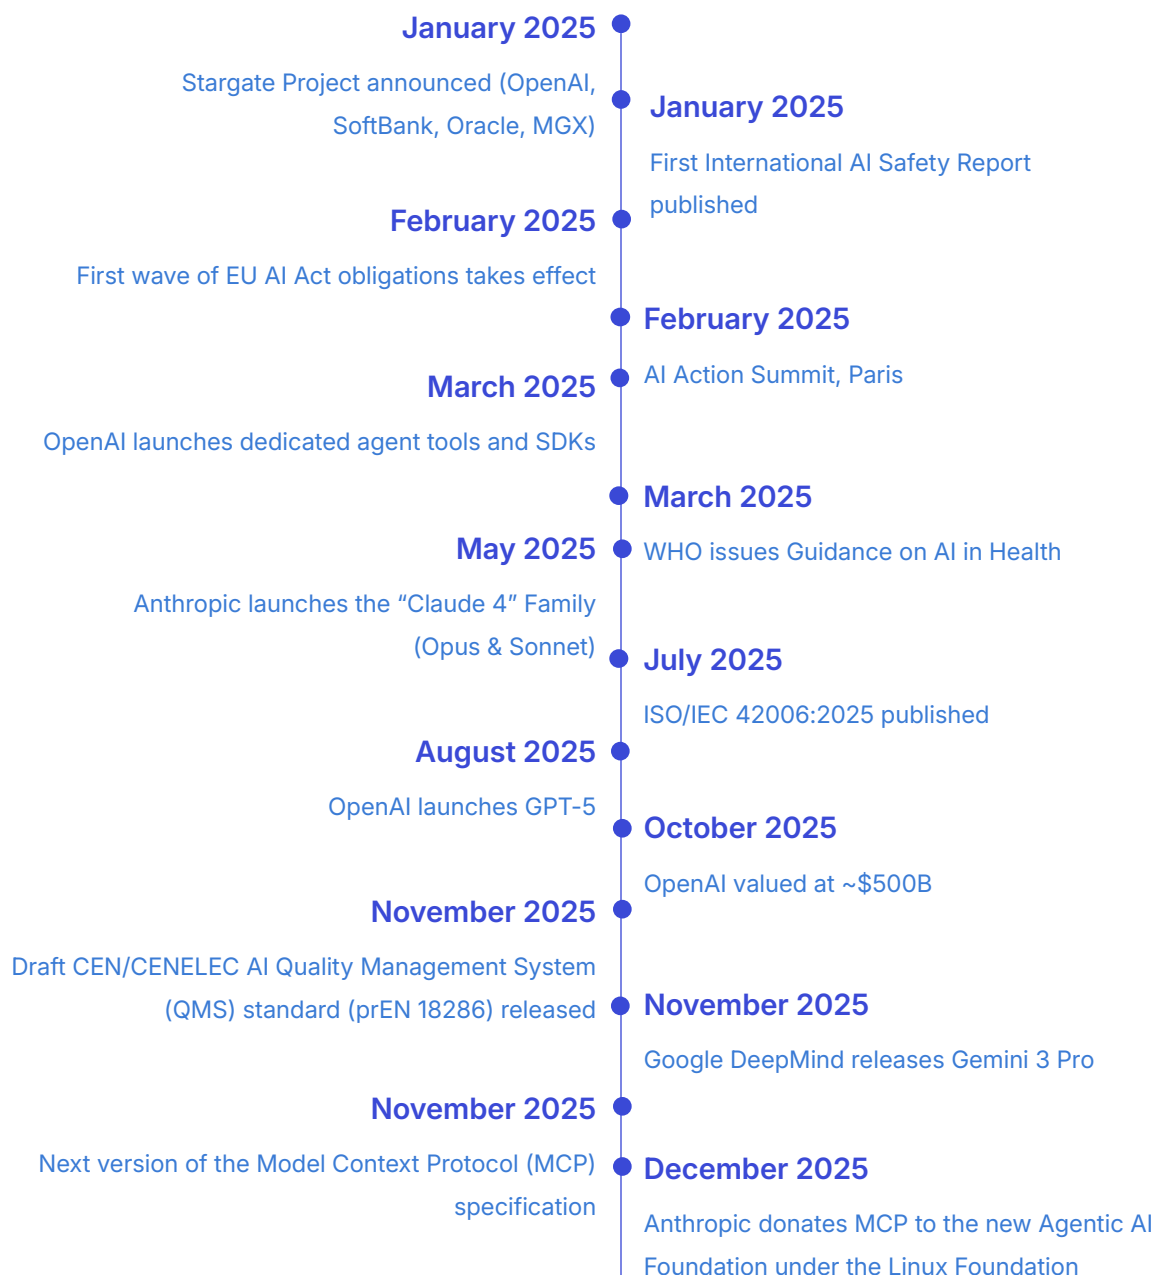 January 2025
Stargate Project announced (OpenAI,
SoftBank, Oracle, MGX)
January 2025
First International AI Safety Report
published
February 2025
First wave of EU AI Act obligations takes effect
February 2025
AI Action Summit, Paris
March 2025
OpenAI launches dedicated agent tools and SDKs
March 2025
WHO issues Guidance on AI in Health
May 2025
Anthropic launches the “Claude 4” Family
(Opus & Sonnet)
July 2025
ISO/IEC 42006:2025 published
August 2025
OpenAI launches GPT-5
October 2025
OpenAI valued at ~$500B
November 2025
Draft CEN/CENELEC AI Quality Management System
(QMS) standard (prEN 18286) released
November 2025
Google DeepMind releases Gemini 3 Pro
November 2025
Next version of the Model Context Protocol (MCP)
specification
December 2025
Anthropic donates MCP to the new Agentic AI
Foundation under the Linux Foundation